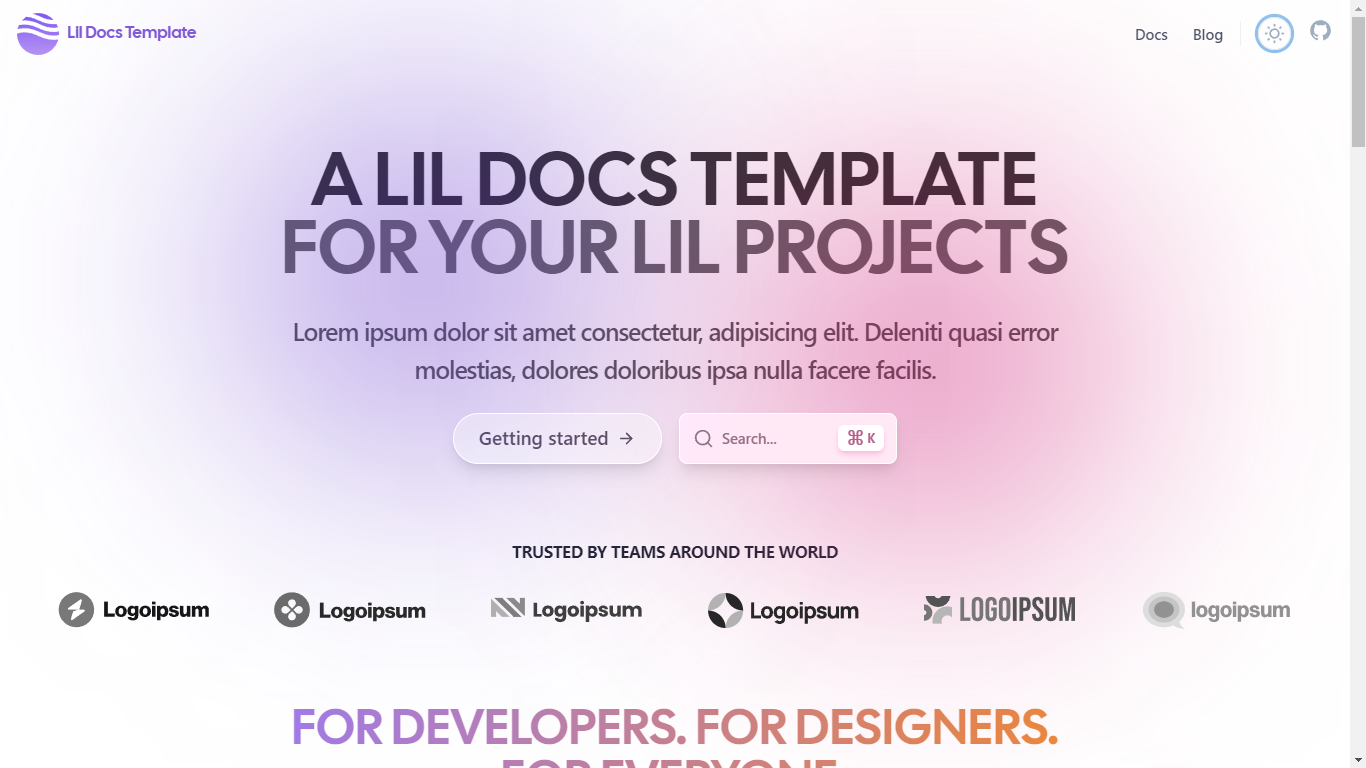 Lil Docs Template
Docs
Blog
A LIL DOCS TEMPLATE
FOR YOUR LIL PROJECTS
Lorem ipsum dolor sit amet consectetur, adipisicing elit. Deleniti quasi error
molestias, dolores doloribus ipsa nulla facere facilis.
Getting started →
Search...
⌘ K
TRUSTED BY TEAMS AROUND THE WORLD
Logoipsum
Logoipsum
Logoipsum
Logoipsum
LOGOIPSUM
logoipsum
FOR DEVELOPERS. FOR DESIGNERS.
FOR EVERYONE